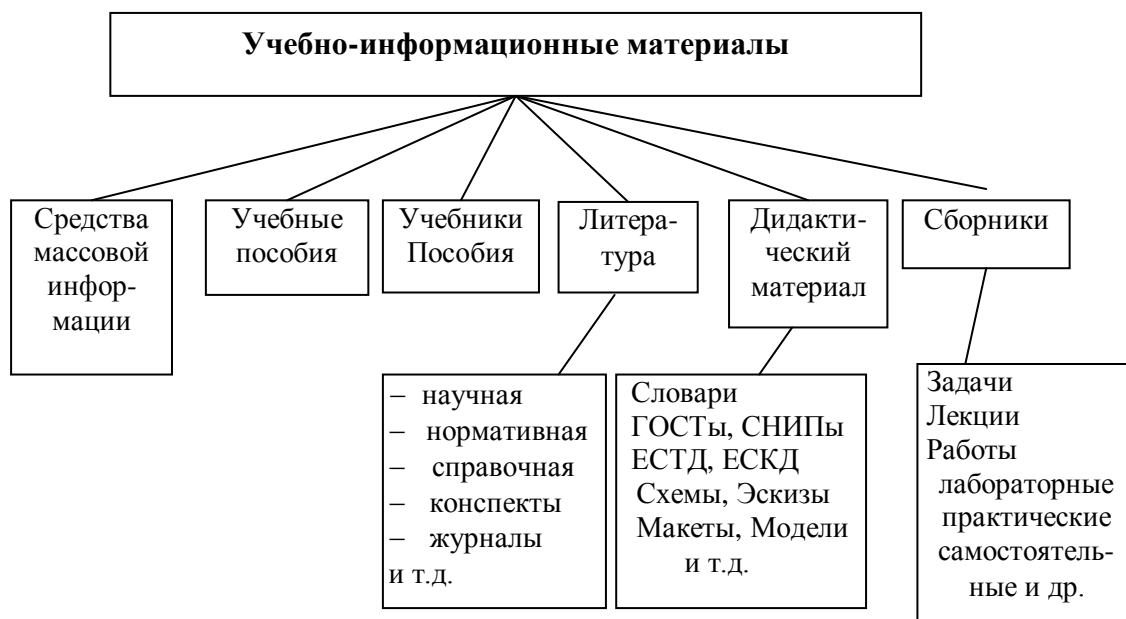 Учебно-информационные материалы
Средства
массовой
инфор-
мации
Учебные
пособия
Учебники
Пособия
Литера-
тура
Дидакти-
ческий
материал
Сборники
– научная
– нормативная
– справочная
– конспекты
– журналы
и т.д.
Словари
ГОСТы, СНИПы
ЕСТД, ЕСКД
Схемы, Эскизы
Макеты, Модели
и т.д.
Задачи
Лекции
Работы
лабораторные
практические
самостоятель-
ные и др.